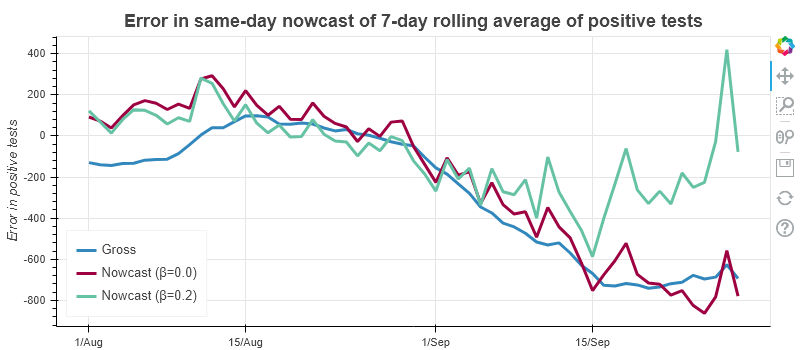 Error in same-day nowcast of 7-day rolling average of positive tests
Error in positive tests
400
200
0
-200
-400
-600
-800
Gross
Nowcast (β=0.0)
Nowcast (β=0.2)
1/Aug
15/Aug
1/Sep
15/Sep